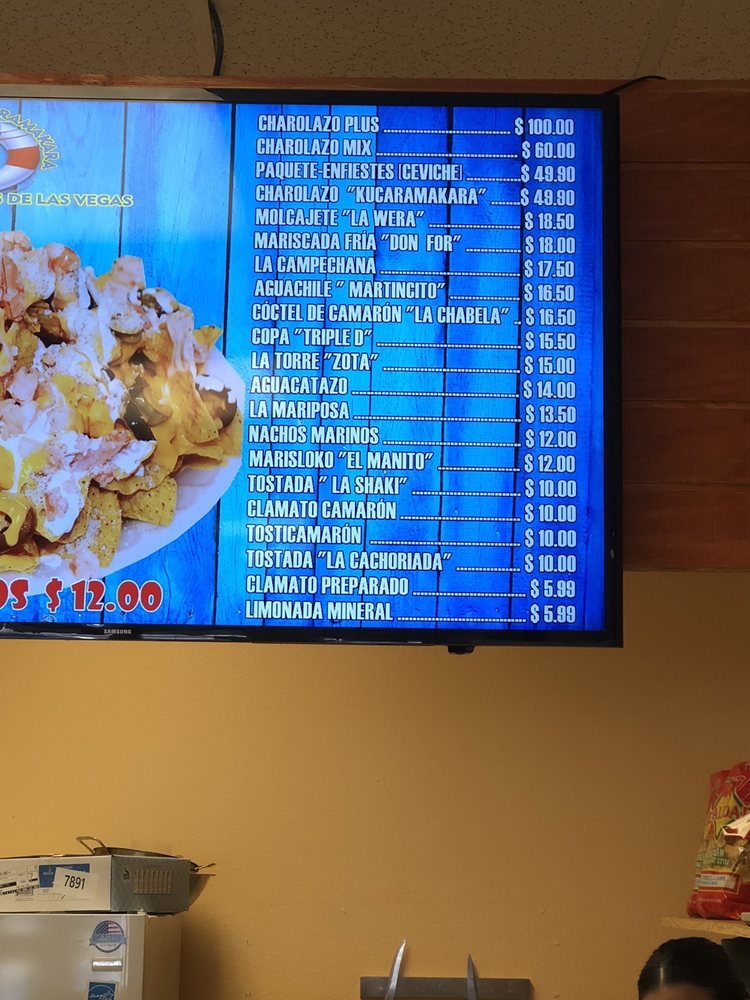 RAMAKARA
DE LAS VEGAS
$ 12.00
CHAROLAZO PLUS $ 100.00
CHAROLAZO MIX $ 60.00
PAQUETE-ENFIESTES (CEVICHE) $ 49.90
CHAROLAZO "KUCARAMAKARA" $ 49.90
MOLCAJETE "LA WERA" $ 18.50
MARISCADA FRÍA "DON FOR" $ 18.00
LA CAMPECHANA $ 17.50
AGUACHILE " MARTINCITO" $ 16.50
CÓCTEL DE CAMARÓN "LA CHABELA" $ 16.50
COPA "TRIPLE D" $ 15.50
LA TORRE "ZOTA" $ 15.00
AGUACATAZO $ 14.00
LA MARIPOSA $ 13.50
NACHOS MARINOS $ 12.00
MARISLOKO "EL MANITO" $ 12.00
TOSTADA " LA SHAKI" $ 10.00
CLAMATO CAMARÓN $ 10.00
TOSTICAMARÓN $ 10.00
TOSTADA "LA CACHORIADA" $ 10.00
CLAMATO PREPARADO $ 5.99
LIMONADA MINERAL $ 5.99
SAMSUNG
7891
FRIGIDAIRE